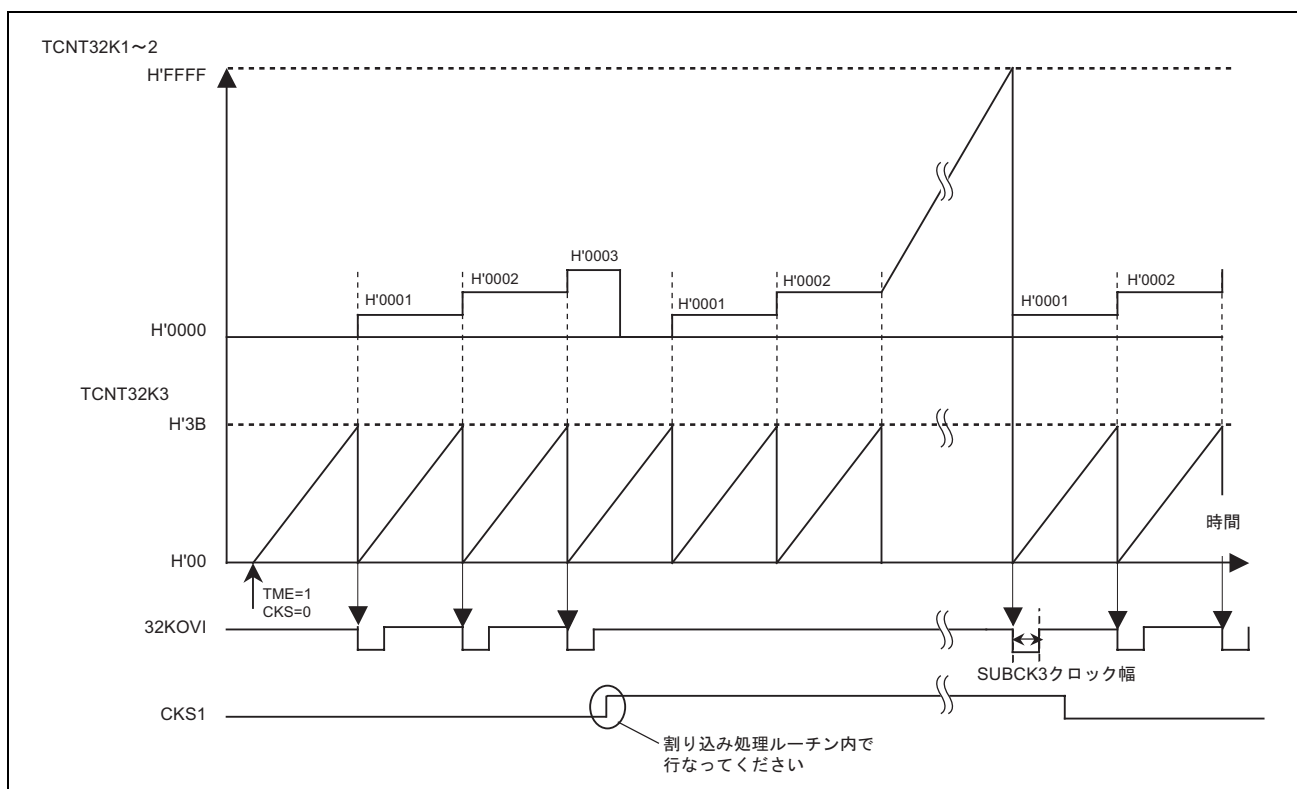 TCNT32K1～2
H'FFFF
H'0003
H'0002
H'0002
H'0002
H'0001
H'0001
H'0001
H'0000
TCNT32K3
H'3B
時間
H'00
TME=1
CKS=0
32KOVI
SUBCK3クロック幅
CKS1
割り込み処理ルーチン内で
行なってください